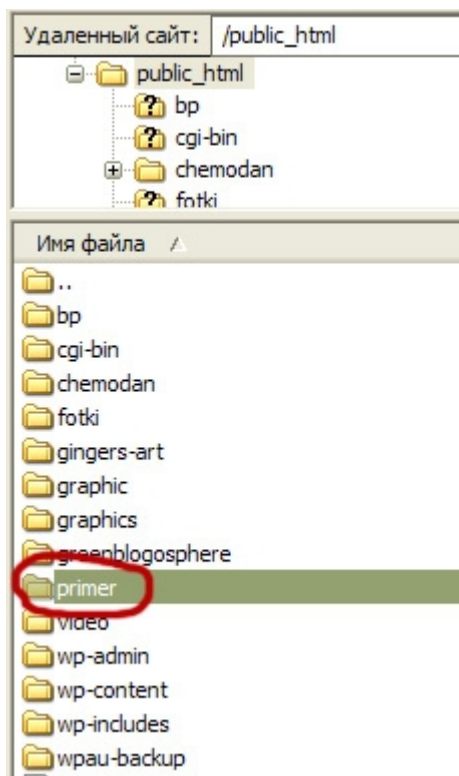 Удаленный сайт: /public_html
public_html
bp
cgi-bin
chemodan
fotki
Имя файла
..
bp
cgi-bin
chemodan
fotki
gingers-art
graphic
graphics
greenblogosphere
primer
video
wp-admin
wp-content
wp-includes
wpau-backup